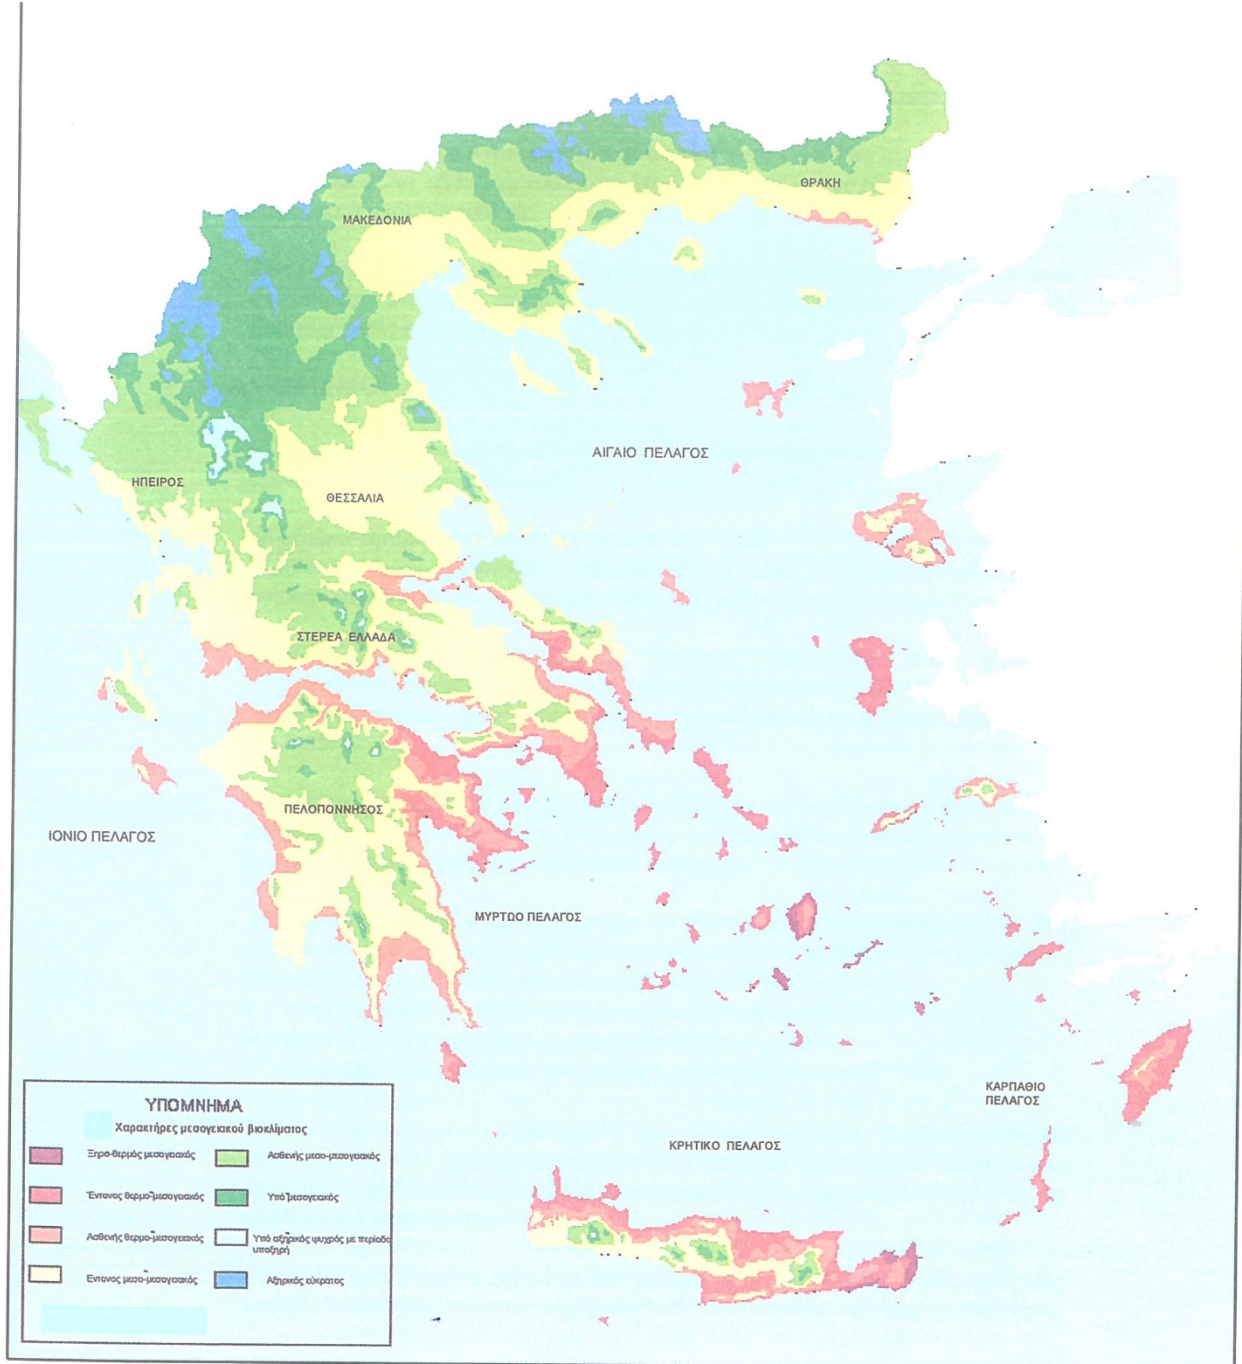 ΘΡΑΚΗ
ΜΑΚΕΔΟΝΙΑ
ΑΙΓΑΙΟ ΠΕΛΑΓΟΣ
ΗΠΕΙΡΟΣ
ΘΕΣΣΑΛΙΑ
ΣΤΕΡΕΑ ΕΛΛΑΔΑ
ΠΕΛΟΠΟΝΝΗΣΟΣ
ΙΟΝΙΟ ΠΕΛΑΓΟΣ
ΜΥΡΤΩΟ ΠΕΛΑΓΟΣ
ΚΑΡΠΑΘΙΟ
ΠΕΛΑΓΟΣ
ΚΡΗΤΙΚΟ ΠΕΛΑΓΟΣ
ΥΠΟΜΝΗΜΑ
Χαρακτήρες μεσογειακού βιοκλίματος
Ξηρο-θερμός μεσογειακός
Έντονος θερμο-μεσογειακός
Ασθενής θερμο-μεσογειακός
Εντονος μεσο-μεσογειακός
Ασθενής μεσο-μεσογειακός
Υπό μεσογειακός
Υπό αξηρικός ψυχρός με περίοδο
υποξηρή
Αξηρικός εύκρατος